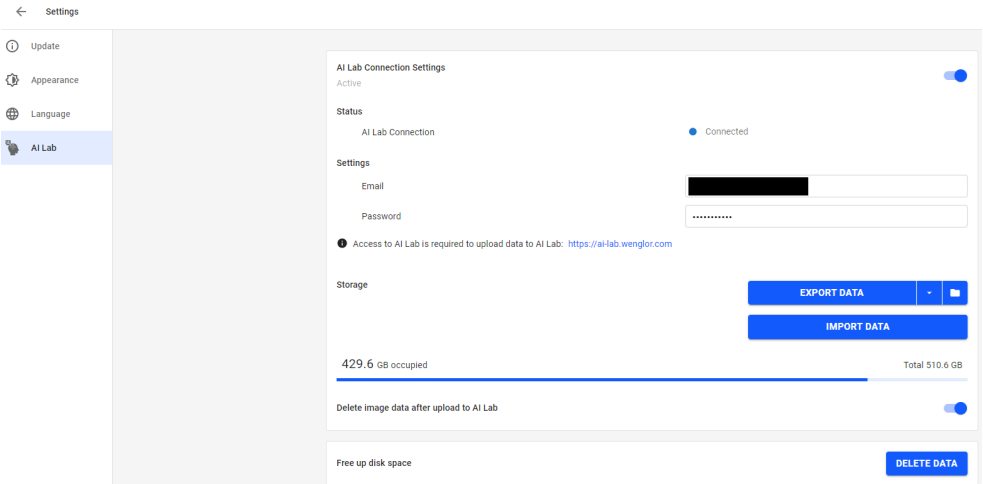 Settings
Update
Appearance
Language
AI Lab
AI Lab Connection Settings
Active
Status
AI Lab Connection
Connected
Settings
Email
Password
•••••••••••
Access to AI Lab is required to upload data to AI Lab: https://ai-lab.wenglor.com
Storage
EXPORT DATA
IMPORT DATA
429.6 GB occupied
Total 510.6 GB
Delete image data after upload to AI Lab
Free up disk space
DELETE DATA